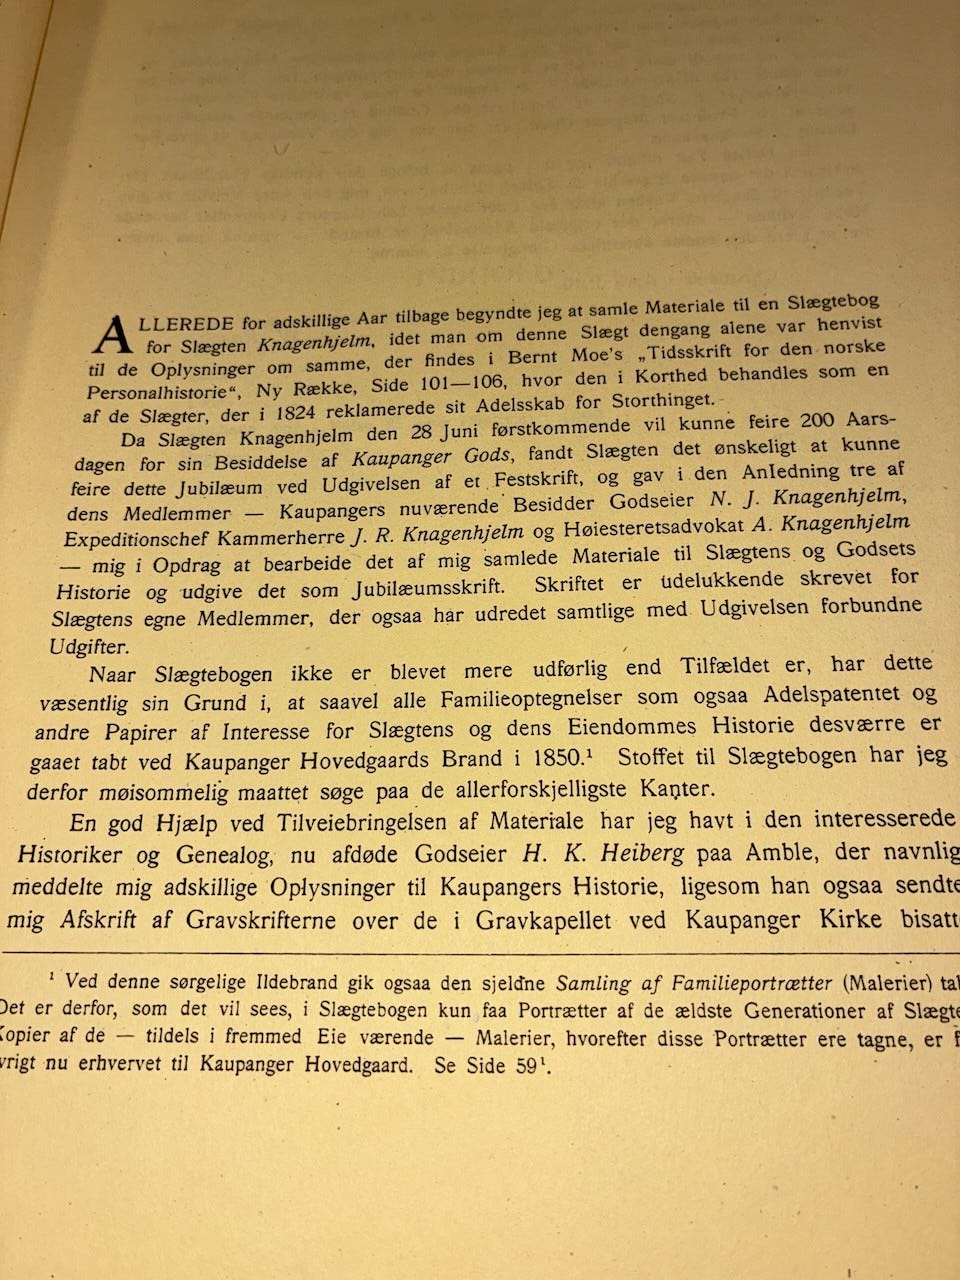 ALLEREDE for adskillige Aar tilbage begyndte jeg at samle Materiale til en Slægtebog
for Slægten Knagenhjelm, idet man om denne Slægt dengang alene var henvist
til de Oplysninger om samme, der findes i Bernt Moe's „Tidsskrift for den norske
Personalhistorie“, Ny Række, Side 101—106, hvor den i Korthed behandles som en
af de Slægter, der i 1824 reklamerede sit Adelsskab for Storthinget.
Da Slægten Knagenhjelm den 28 Juni førstkommende vil kunne feire 200 Aars-
dagen for sin Besiddelse af Kaupanger Gods, fandt Slægten det ønskeligt at kunne
feire dette Jubilæum ved Udgivelsen af et Festskrift, og gav i den Anledning tre af
dens Medlemmer — Kaupangers nuværende Besidder Godseier N. J. Knagenhjelm,
Expeditionschef Kammerherre J. R. Knagenhjelm og Høiesteretsadvokat A. Knagenhjelm
— mig i Opdrag at bearbeide det af mig samlede Materiale til Slægtens og Godsets
Historie og udgive det som Jubilæumsskrift. Skriftet er udelukkende skrevet for
Slægtens egne Medlemmer, der ogsaa har udredet samtlige med Udgivelsen forbundne
Udgifter.
Naar Slægtebogen ikke er blevet mere udførlig end Tilfældet er, har dette
væsentlig sin Grund i, at saavel alle Familieoptegnelser som ogsaa Adelspatentet og
andre Papirer af Interesse for Slægtens og dens Eiendommes Historie desværre er
gaaet tabt ved Kaupanger Hovedgaards Brand i 1850.¹ Stoffet til Slægtebogen har jeg
derfor møisommelig maattet søge paa de allerforskjelligste Kanter.
En god Hjælp ved Tilveiebringelsen af Materiale har jeg havt i den interesserede
Historiker og Genealog, nu afdøde Godseier H. K. Heiberg paa Amble, der navnlig
meddelte mig adskillige Oplysninger til Kaupangers Historie, ligesom han ogsaa sendte
mig Afskrift af Gravskrifterne over de i Gravkapellet ved Kaupanger Kirke bisatt
¹ Ved denne sørgelige Ildebrand gik ogsaa den sjeldne Samling af Familieportrætter (Malerier) tab
Det er derfor, som det vil sees, i Slægtebogen kun faa Portrætter af de ældste Generationer af Slægte
Kopier af de — tildels i fremmed Eie værende — Malerier, hvorefter disse Portrætter ere tagne, er f
vrigt nu erhvervet til Kaupanger Hovedgaard. Se Side 59¹.